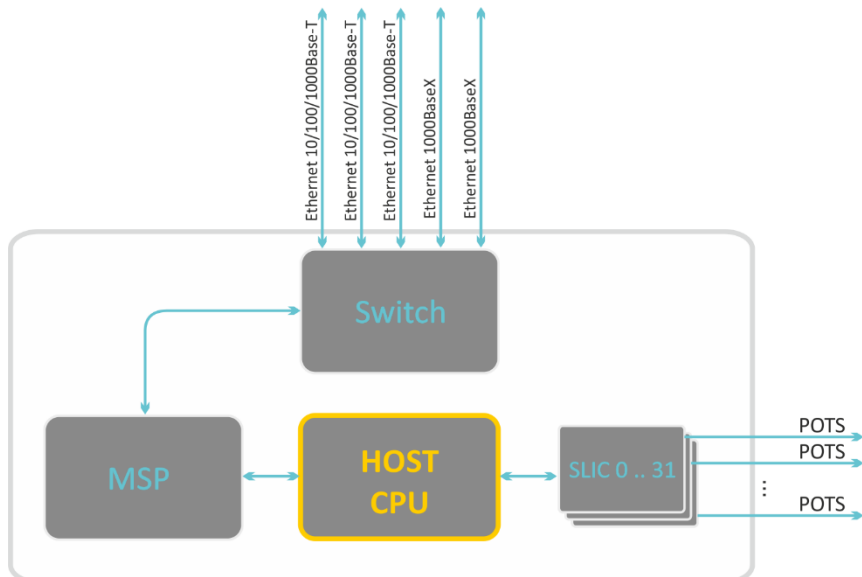 Ethernet 10/100/1000Base-T
Ethernet 10/100/1000Base-T
Ethernet 10/100/1000Base-T
Ethernet 1000BaseX
Ethernet 1000BaseX
Switch
MSP
HOST
CPU
SLIC 0 .. 31
POTS
POTS
...
POTS